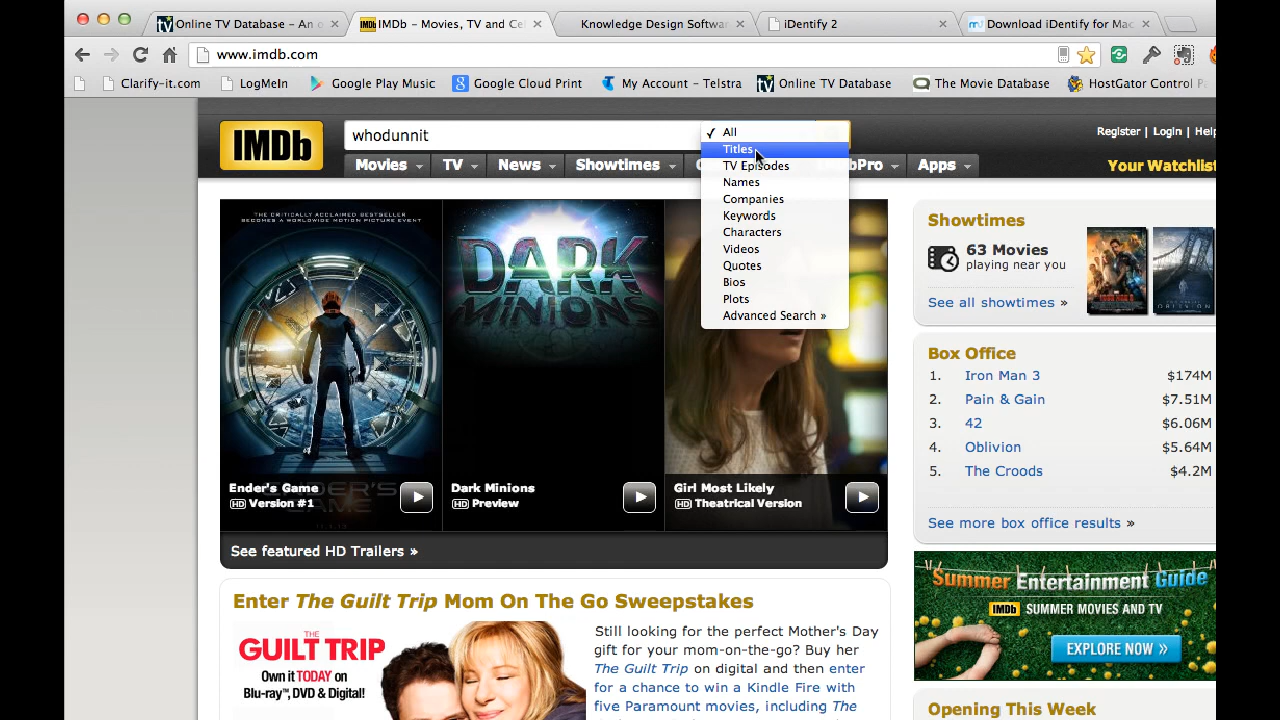 Online TV Database - An o
IMDb - Movies, TV and Ce
Knowledge Design Softwar
iDentify 2
Download iDentify for Mac
www.imdb.com
Clarify-it.com
LogMeIn
Google Play Music
Google Cloud Print
My Account - Telstra
Online TV Database
The Movie Database
HostGator Control P
IMDb
whodunnit
All
Titles
TV Episodes
Names
Companies
Keywords
Characters
Videos
Quotes
Bios
Plots
Advanced Search »
Register | Login | Help
Movies
TV
News
Showtimes
Apps
Your Watchlist
THE CRITICALLY ACCLAIMED BESTSELLER
BECOMES A WORLDWIDE MOTION PICTURE EVENT
DARK
MINIONS
Ender's Game
HD Version #1
Dark Minions
HD Preview
Girl Most Likely
HD Theatrical Version
See featured HD Trailers »
Showtimes
63 Movies
playing near you
See all showtimes »
OBLIVION
Box Office
1. Iron Man 3 $174M
2. Pain & Gain $7.51M
3. 42 $6.06M
4. Oblivion $5.64M
5. The Croods $4.2M
See more box office results »
Summer Entertainment Guide
IMDb SUMMER MOVIES AND TV
EXPLORE NOW »
Opening This Week
Enter The Guilt Trip Mom On The Go Sweepstakes
THE
GUILT TRIP
Own it TODAY on
Blu-ray™, DVD & Digital!
Still looking for the perfect Mother's Day
gift for your mom-on-the-go? Buy her
The Guilt Trip on digital and then enter
for a chance to win a Kindle Fire with
five Paramount movies, including The